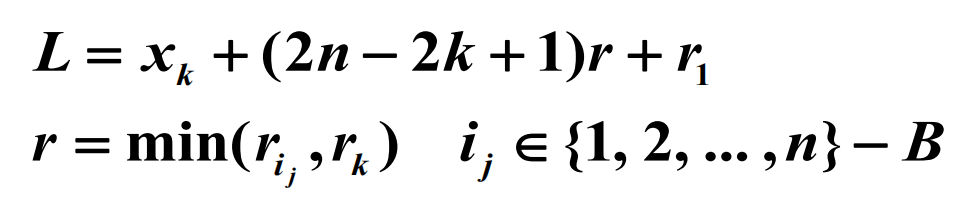 L = x_k + (2n − 2k + 1)r + r_1
r = min(r_{i_j}, r_k) i_j ∈ {1, 2, … , n} − B